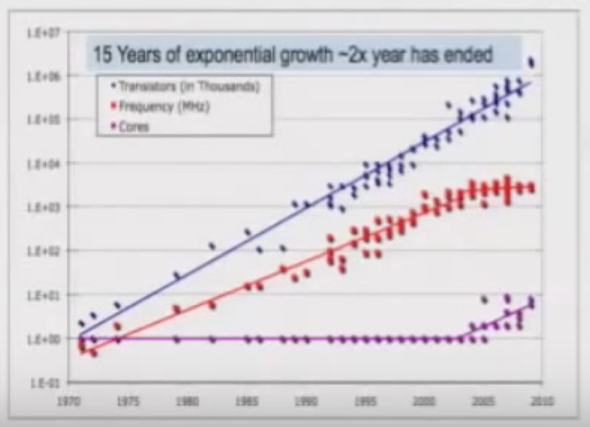 1.E+07
15 Years of exponential growth ~2x year has ended
1.E+06
Transistors (in Thousands)
Frequency (MHz)
Cores
1.E+05
1.E+04
1.E+03
1.E+02
1.E+01
1.E+00
1.E-01
1970 1975 1980 1985 1990 1995 2000 2005 2010